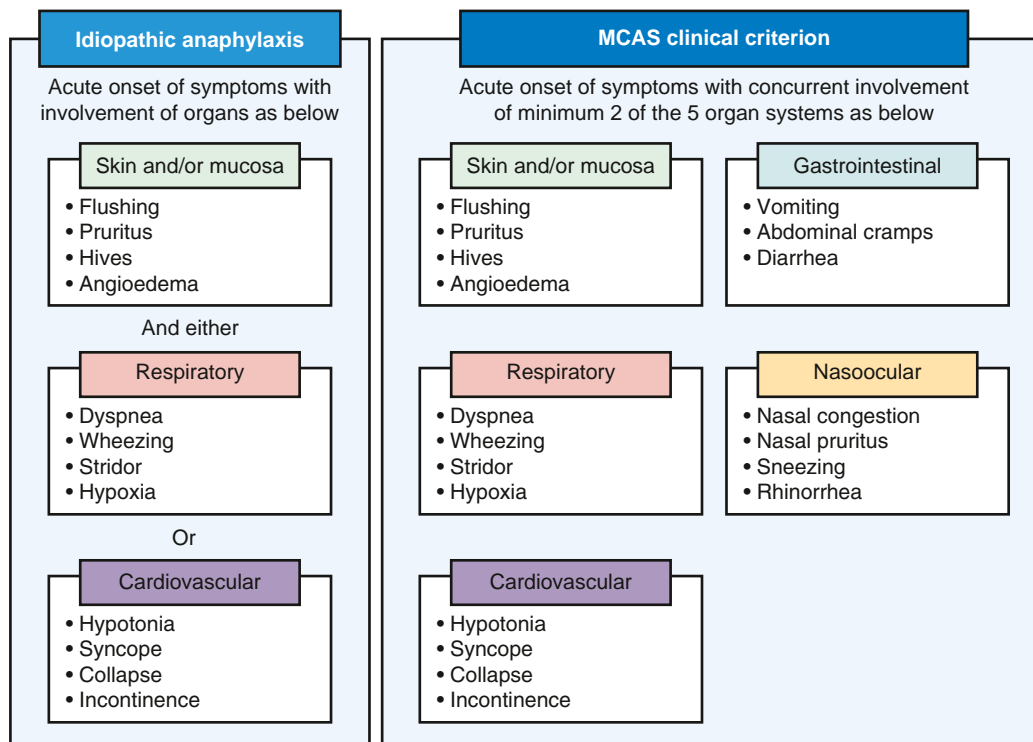 Idiopathic anaphylaxis
Acute onset of symptoms with
involvement of organs as below
Skin and/or mucosa
• Flushing
• Pruritus
• Hives
• Angioedema
And either
Respiratory
• Dyspnea
• Wheezing
• Stridor
• Hypoxia
Or
Cardiovascular
• Hypotonia
• Syncope
• Collapse
• Incontinence
MCAS clinical criterion
Acute onset of symptoms with concurrent involvement
of minimum 2 of the 5 organ systems as below
Skin and/or mucosa
• Flushing
• Pruritus
• Hives
• Angioedema
Gastrointestinal
• Vomiting
• Abdominal cramps
• Diarrhea
Respiratory
• Dyspnea
• Wheezing
• Stridor
• Hypoxia
Nasoocular
• Nasal congestion
• Nasal pruritus
• Sneezing
• Rhinorrhea
Cardiovascular
• Hypotonia
• Syncope
• Collapse
• Incontinence